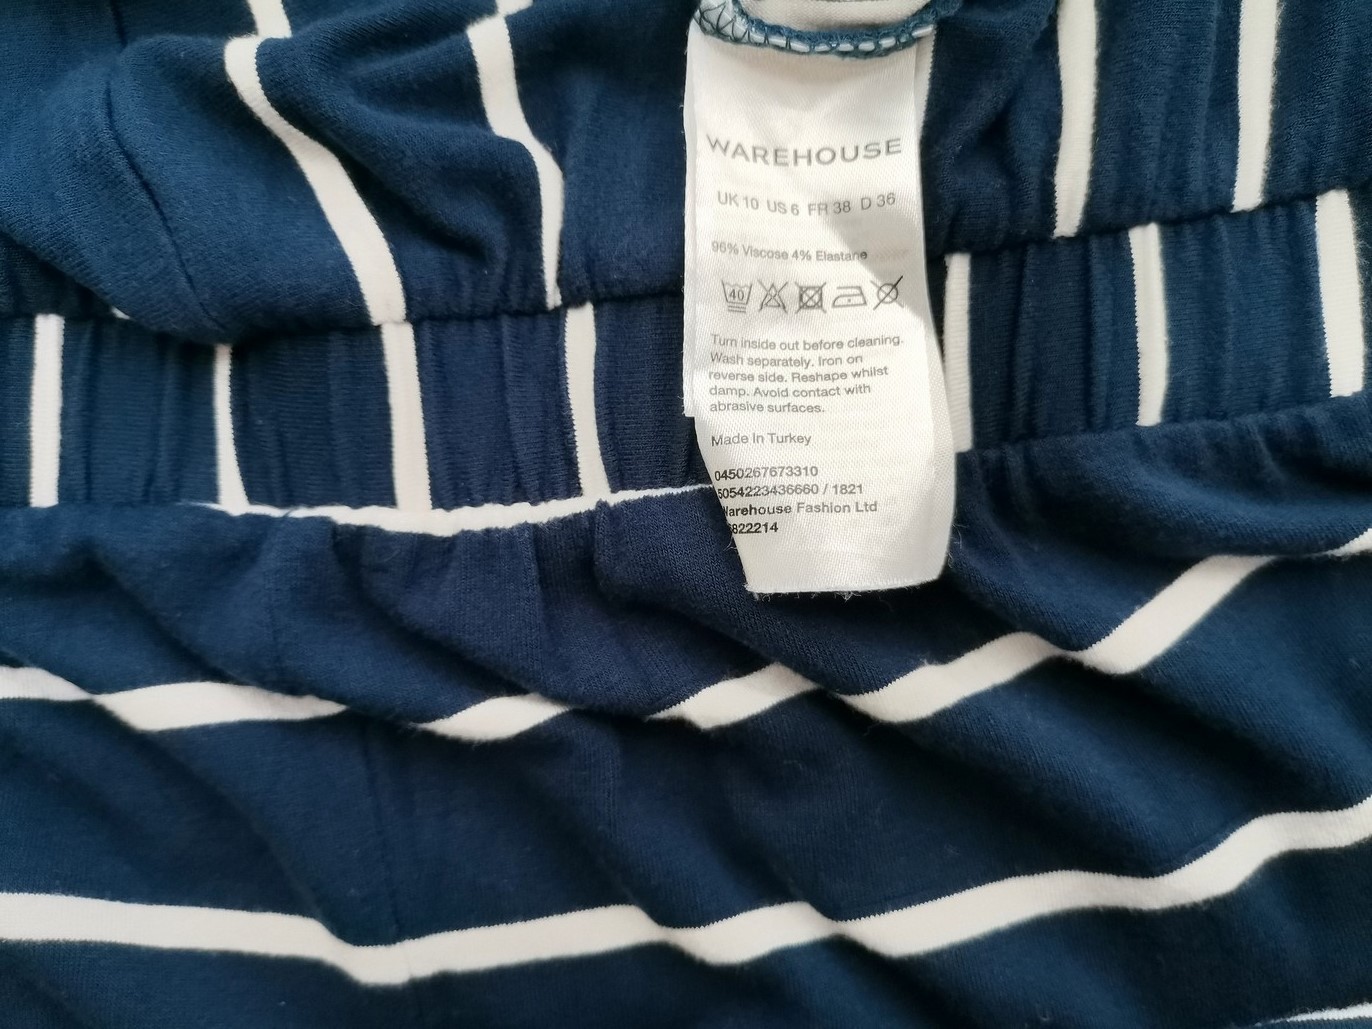 WAREHOUSE
UK 10 US 6 FR 38 D 36
96% Viscose 4% Elastane
40
Turn inside out before cleaning.
Wash separately. Iron on
reverse side. Reshape whilst
damp. Avoid contact with
abrasive surfaces.
Made In Turkey
0450267673310
5054223436660 / 1821
Warehouse Fashion Ltd